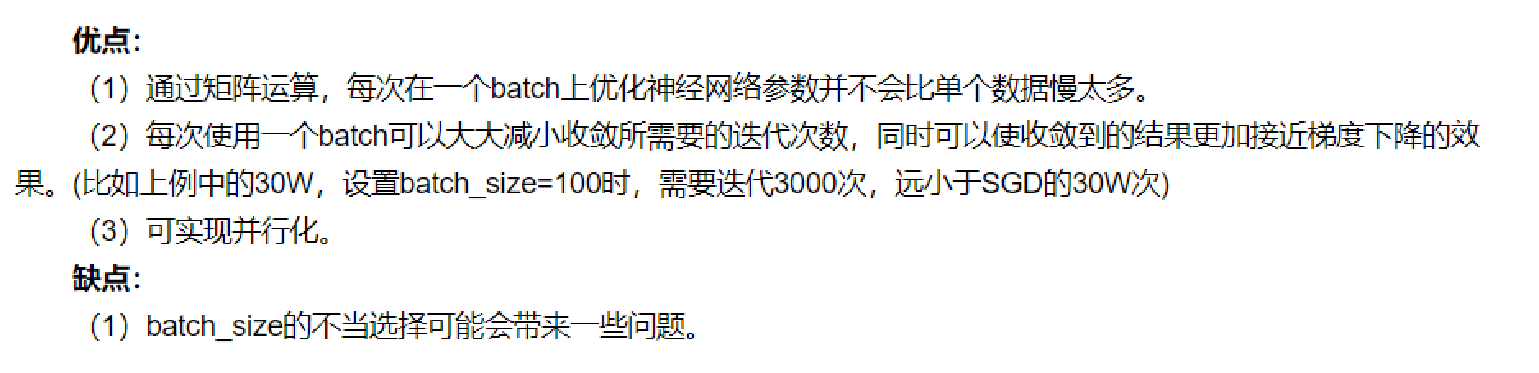 优点：
（1）通过矩阵运算，每次在一个batch上优化神经网络参数并不会比单个数据慢太多。
（2）每次使用一个batch可以大大减小收敛所需要的迭代次数，同时可以使收敛到的结果更加接近梯度下降的效
果。(比如上例中的30W，设置batch_size=100时，需要迭代3000次，远小于SGD的30W次)
（3）可实现并行化。
缺点：
（1）batch_size的不当选择可能会带来一些问题。